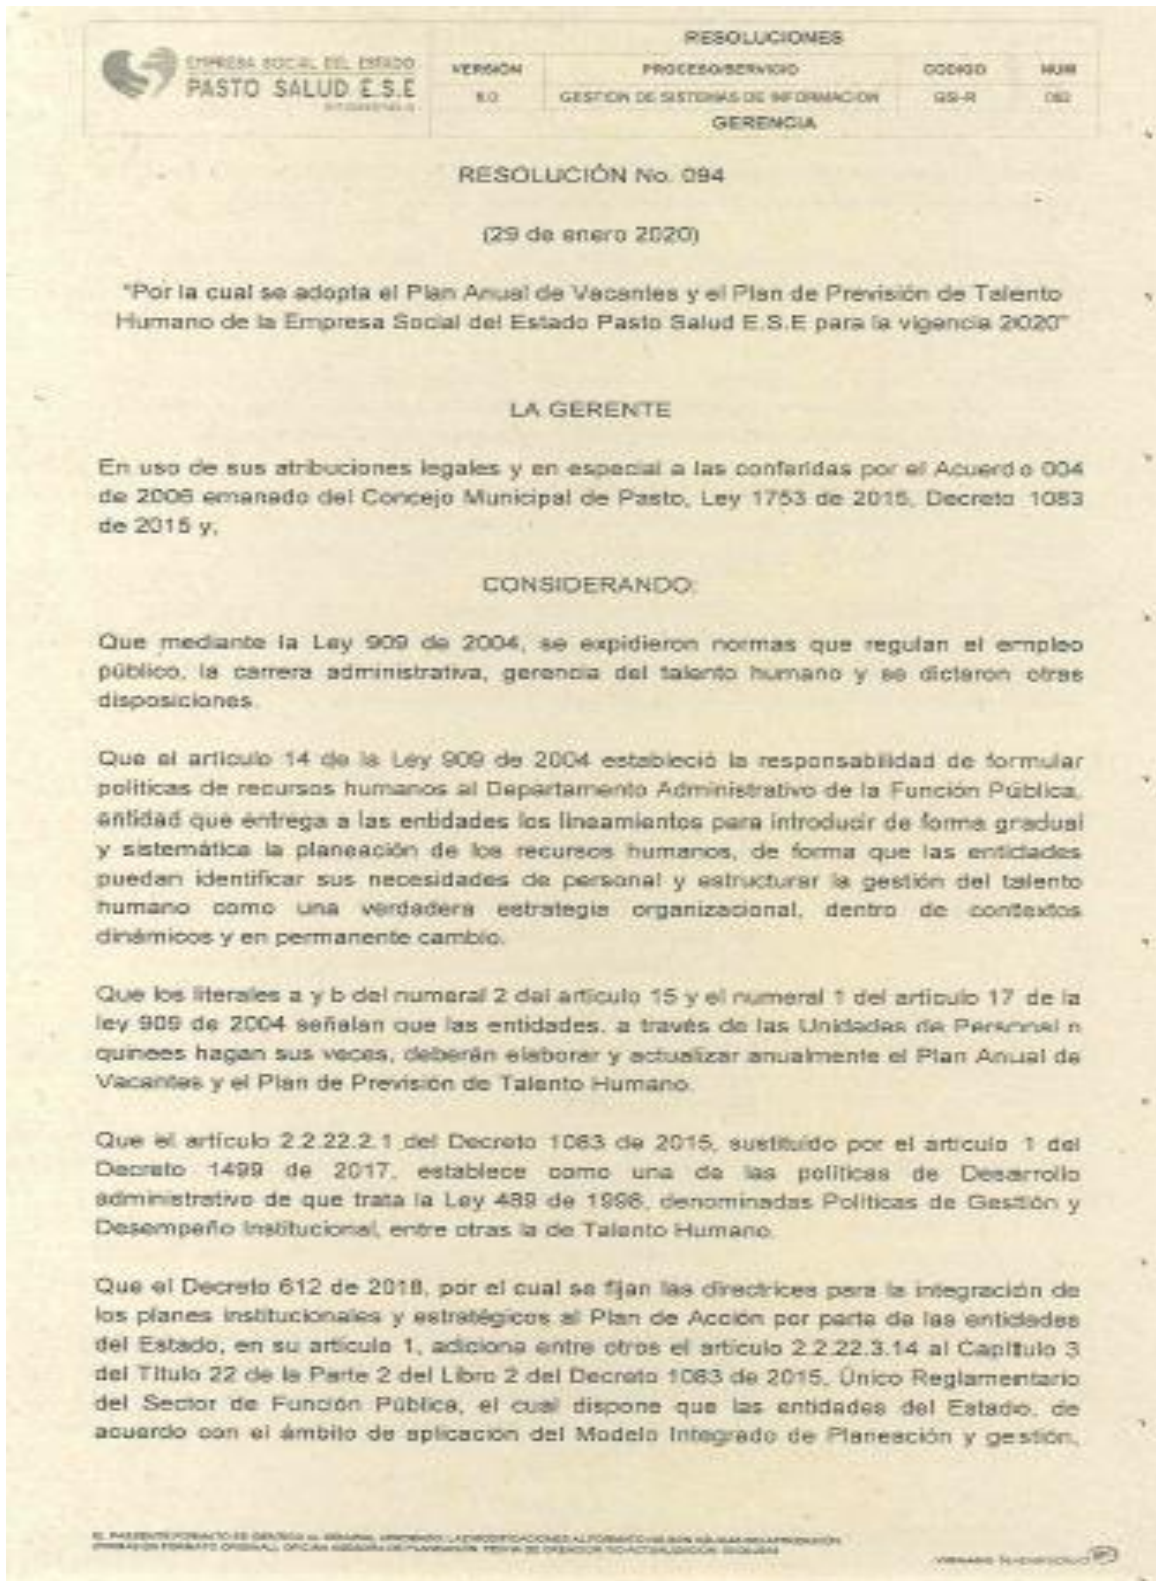 RESOLUCIONES
EMPRESA SOCIAL DEL ESTADO
PASTO SALUD E.S.E
VERSIÓN PROCESO/SERVICIO CODIGO NUM
GESTION DE SISTEMAS DE INFORMACION GSI-R
GERENCIA
RESOLUCIÓN No. 094
(29 de enero 2020)
"Por la cual se adopta el Plan Anual de Vacantes y el Plan de Previsión de Talento
Humano de la Empresa Social del Estado Pasto Salud E.S.E para la vigencia 2020"
LA GERENTE
En uso de sus atribuciones legales y en especial a las conferidas por el Acuerdo 004
de 2006 emanado del Concejo Municipal de Pasto, Ley 1753 de 2015, Decreto 1083
de 2015 y,
CONSIDERANDO:
Que mediante la Ley 909 de 2004, se expidieron normas que regulan el empleo
público, la carrera administrativa, gerencia del talento humano y se dictaron otras
disposiciones.
Que el artículo 14 de la Ley 909 de 2004 estableció la responsabilidad de formular
políticas de recursos humanos al Departamento Administrativo de la Función Pública,
entidad que entrega a las entidades los lineamientos para introducir de forma gradual
y sistemática la planeación de los recursos humanos, de forma que las entidades
puedan identificar sus necesidades de personal y estructurar la gestión del talento
humano como una verdadera estrategia organizacional, dentro de contextos
dinámicos y en permanente cambio.
Que los literales a y b del numeral 2 del artículo 15 y el numeral 1 del artículo 17 de la
ley 909 de 2004 señalan que las entidades, a través de las Unidades de Personal o
quinees hagan sus veces, deberán elaborar y actualizar anualmente el Plan Anual de
Vacantes y el Plan de Previsión de Talento Humano.
Que el artículo 2.2.22.2.1 del Decreto 1083 de 2015, sustituido por el artículo 1 del
Decreto 1499 de 2017, establece como una de las políticas de Desarrollo
administrativo de que trata la Ley 489 de 1998, denominadas Políticas de Gestión y
Desempeño Institucional, entre otras la de Talento Humano.
Que el Decreto 612 de 2018, por el cual se fijan las directrices para la integración de
los planes institucionales y estratégicos al Plan de Acción por parte de las entidades
del Estado, en su artículo 1, adiciona entre otros el artículo 2.2.22.3.14 al Capítulo 3
del Título 22 de la Parte 2 del Libro 2 del Decreto 1083 de 2015, Único Reglamentario
del Sector de Función Pública, el cual dispone que las entidades del Estado, de
acuerdo con el ámbito de aplicación del Modelo Integrado de Planeación y gestión,